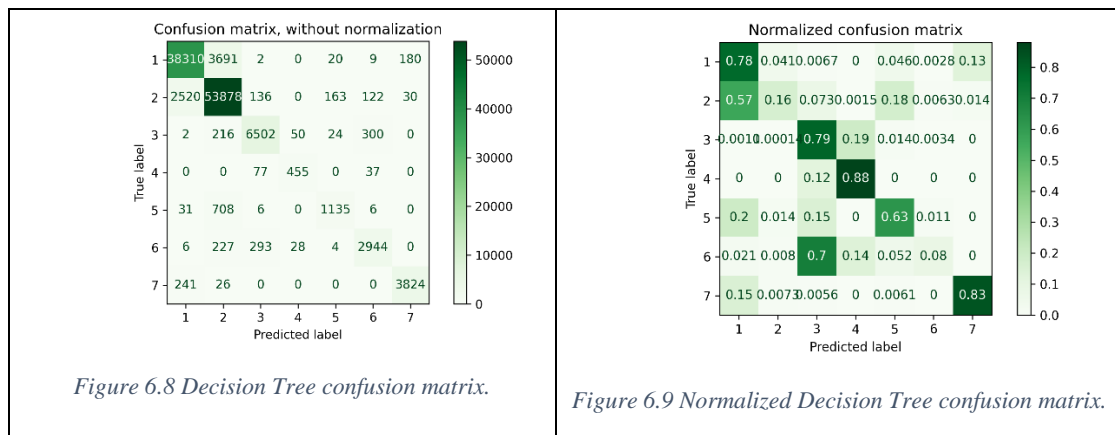 Confusion matrix, without normalization
1 38310 3691 2 0 20 9 180
2 2520 53878 136 0 163 122 30
3 2 216 6502 50 24 300 0
4 0 0 77 455 0 37 0
5 31 708 6 0 1135 6 0
6 6 227 293 28 4 2944 0
7 241 26 0 0 0 0 3824
1 2 3 4 5 6 7
True label
Predicted label
50000
40000
30000
20000
10000
0
Figure 6.8 Decision Tree confusion matrix.
Normalized confusion matrix
1 0.78 0.041 0.0067 0 0.046 0.0028 0.13
2 0.57 0.16 0.073 0.0015 0.18 0.0063 0.014
3 0.0011 0.00014 0.79 0.19 0.014 0.0034 0
4 0 0 0.12 0.88 0 0 0
5 0.2 0.014 0.15 0 0.63 0.011 0
6 0.021 0.008 0.7 0.14 0.052 0.08 0
7 0.15 0.0073 0.0056 0 0.0061 0 0.83
1 2 3 4 5 6 7
True label
Predicted label
0.8
0.7
0.6
0.5
0.4
0.3
0.2
0.1
0.0
Figure 6.9 Normalized Decision Tree confusion matrix.